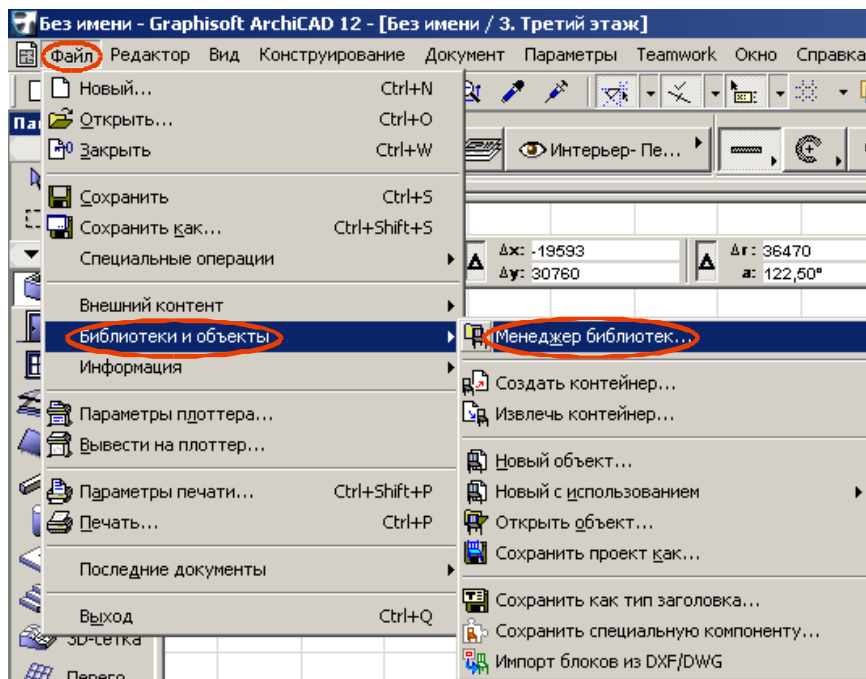 Без имени - Graphisoft ArchiCAD 12 - [Без имени / 3. Третий этаж]
Файл Редактор Вид Конструирование Документ Параметры Teamwork Окно Справка
Новый... Ctrl+N
Открыть... Ctrl+O
Закрыть Ctrl+W
Интерьер- Пе...
Сохранить Ctrl+S
Сохранить как... Ctrl+Shift+S
Специальные операции
Δx: -19593 Δr: 36470
Δy: 30760 a: 122,50°
Внешний контент
Библиотеки и объекты
Менеджер библиотек...
Информация
Создать контейнер...
Извлечь контейнер...
Параметры плоттера...
Вывести на плоттер...
Новый объект...
Параметры печати... Ctrl+Shift+P
Новый с использованием
Печать... Ctrl+P
Открыть объект...
Сохранить проект как...
Последние документы
Сохранить как тип заголовка...
Выход Ctrl+Q
Сохранить специальную компоненту...
3D-сетка
Импорт блоков из DXF/DWG